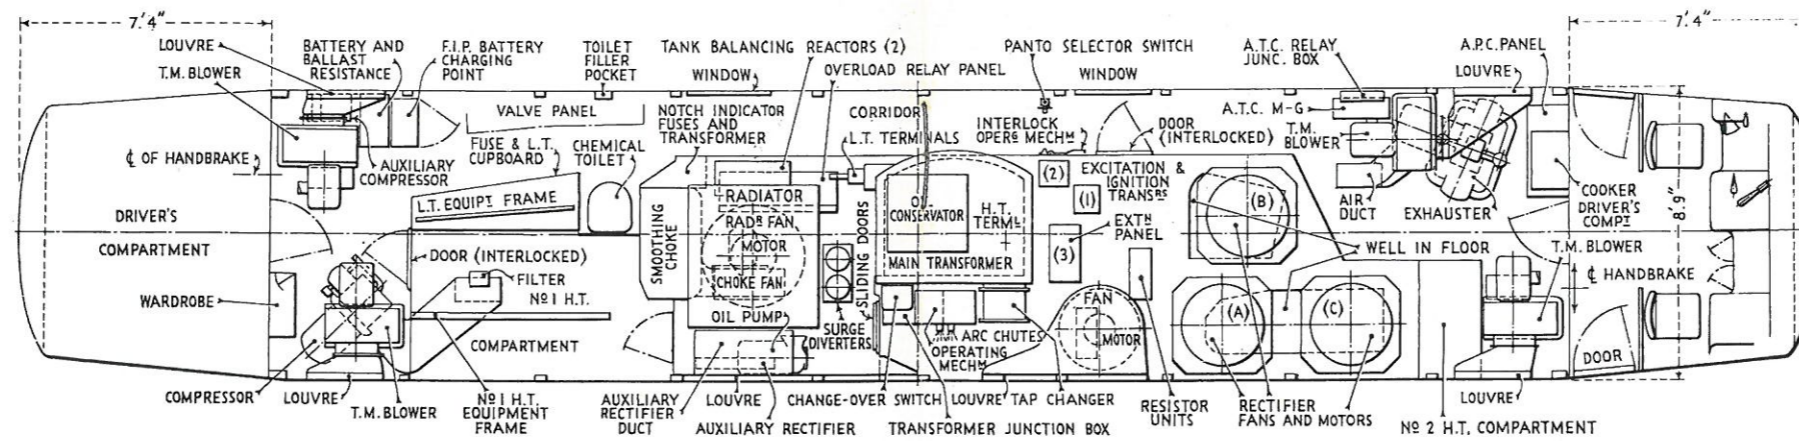 7'.4"
7'.4"
LOUVRE
T.M. BLOWER
BATTERY AND
BALLAST
RESISTANCE
F.I.P. BATTERY
CHARGING
POINT
TOILET
FILLER
POCKET
TANK BALANCING REACTORS (2)
WINDOW
OVERLOAD RELAY PANEL
PANTO SELECTOR SWITCH
WINDOW
A.T.C. RELAY
JUNC. BOX
A.P.C. PANEL
LOUVRE
VALVE PANEL
NOTCH INDICATOR
FUSES AND
TRANSFORMER
CORRIDOR
L.T. TERMINALS
INTERLOCK
OPERG MECHM
DOOR
(INTERLOCKED)
A.T.C. M-G
T.M.
BLOWER
℄ OF HANDBRAKE
AUXILIARY
COMPRESSOR
FUSE & L.T.
CUPBOARD
CHEMICAL
TOILET
L.T. EQUIPT FRAME
RADIATOR
RADR FAN
MOTOR
CHOKE FAN
OIL PUMP
SMOOTHING
CHOKE
SLIDING DOORS
OIL
CONSERVATOR
H.T.
TERML
MAIN TRANSFORMER
(2)
(1)
(3)
EXCITATION &
IGNITION
TRANSRS
EXTN
PANEL
(B)
AIR
DUCT
EXHAUSTER
COOKER
DRIVER'S
COMPT
(2)
8'.9"
DRIVER'S
COMPARTMENT
DOOR (INTERLOCKED)
FILTER
WELL IN FLOOR
T.M. BLOWER
℄ HANDBRAKE
WARDROBE
No 1 H.T.
COMPARTMENT
SURGE
DIVERTERS
ARC CHUTES
OPERATING
MECHM
FAN
MOTOR
(A)
(C)
DOOR
COMPRESSOR
LOUVRE
T.M. BLOWER
No 1 H.T.
EQUIPMENT
FRAME
AUXILIARY
RECTIFIER
DUCT
LOUVRE
AUXILIARY RECTIFIER
CHANGE-OVER SWITCH
TRANSFORMER JUNCTION BOX
LOUVRE
TAP CHANGER
RESISTOR
UNITS
RECTIFIER
FANS AND MOTORS
LOUVRE
No 2 H.T. COMPARTMENT